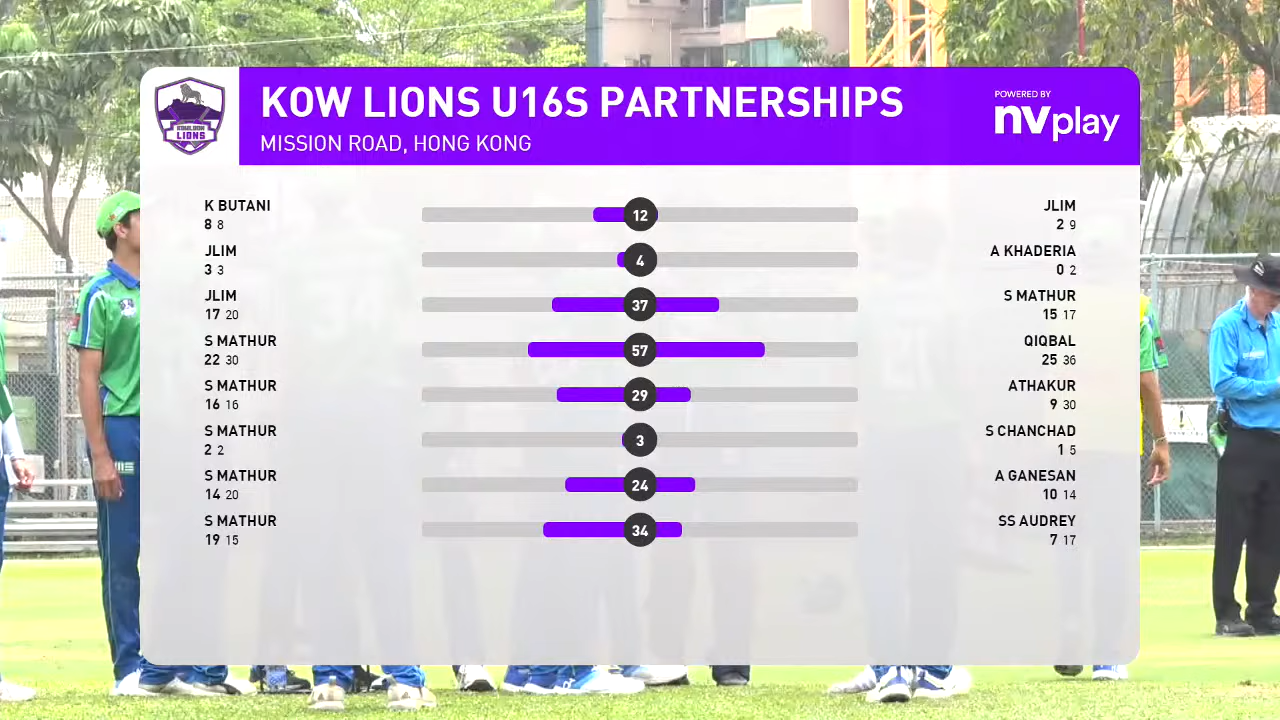 KOWLOON
LIONS
KOW LIONS U16S PARTNERSHIPS
MISSION ROAD, HONG KONG
POWERED BY
nvplay
K BUTANI
8 8
12
JLIM
2 9
JLIM
3 3
4
A KHADERIA
0 2
JLIM
17 20
37
S MATHUR
15 17
S MATHUR
22 30
57
QIQBAL
25 36
S MATHUR
16 16
29
ATHAKUR
9 30
S MATHUR
2 2
3
S CHANCHAD
1 5
S MATHUR
14 20
24
A GANESAN
10 14
S MATHUR
19 15
34
SS AUDREY
7 17